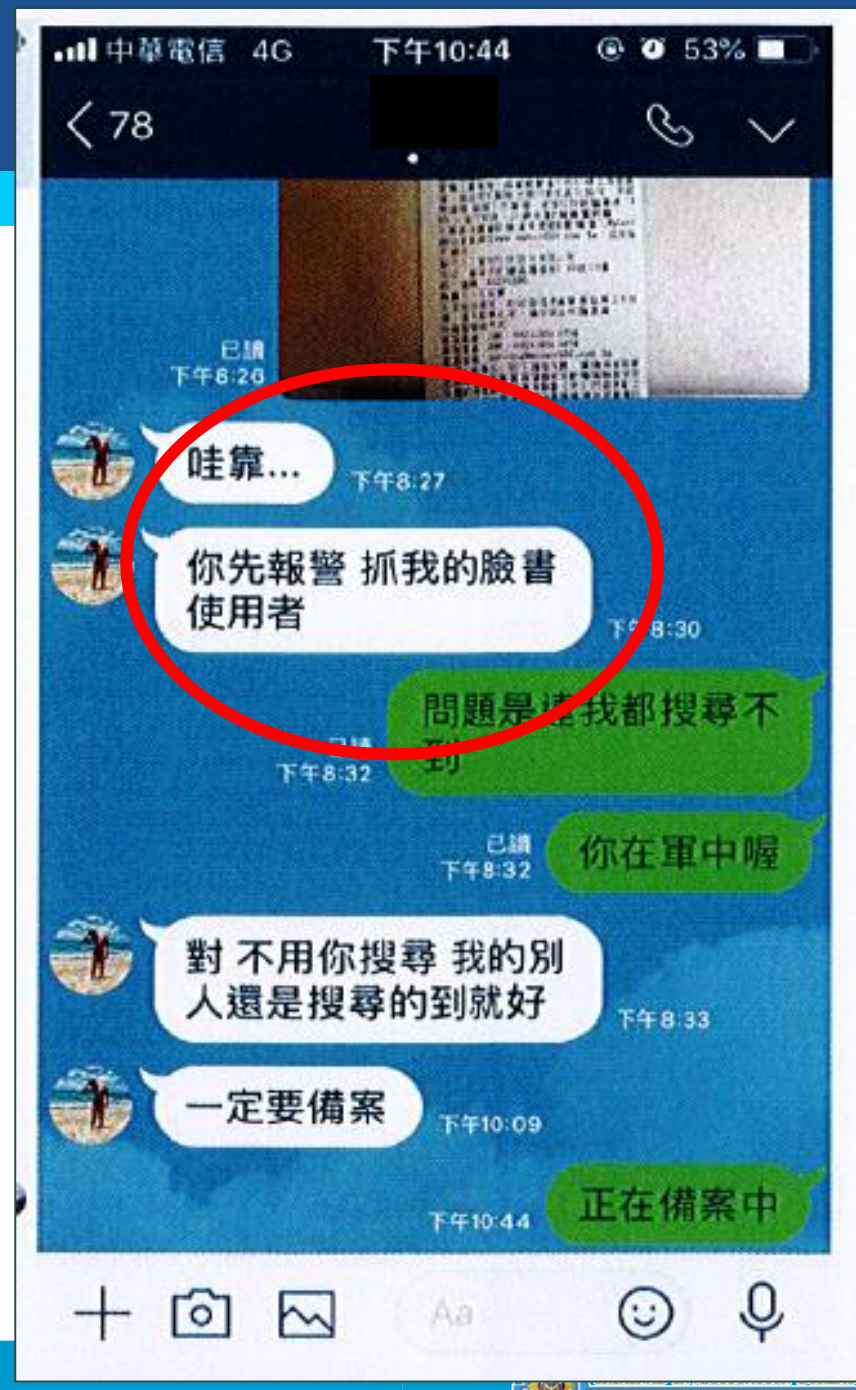 中華電信 4G 下午10:44 53%
78
已讀
下午8:26
哇靠...
下午8:27
你先報警 抓我的臉書
使用者
下午8:30
問題是連我都搜尋不
到
已讀
下午8:32
你在軍中喔
已讀
下午8:32
對 不用你搜尋 我的別
人還是搜尋的到就好
下午8:33
一定要備案
下午10:09
正在備案中
下午10:44
Aa